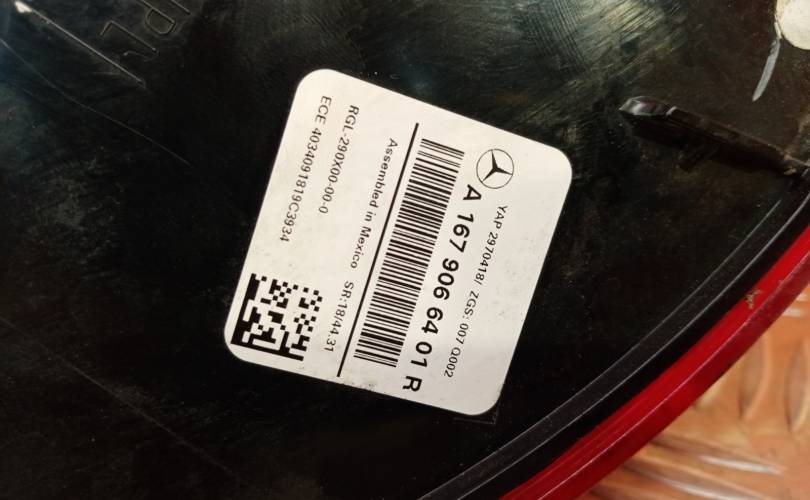 YAP 2970418/ ZGS: 007 Q002
A 167 906 64 01 R
Assembled in Mexico SR:18/44.31
RGL-290X00-00-0
ECE 4034091819C3934